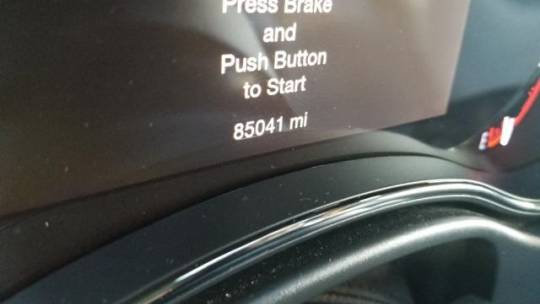 Press Brake
and
Push Button
to Start
85041 mi